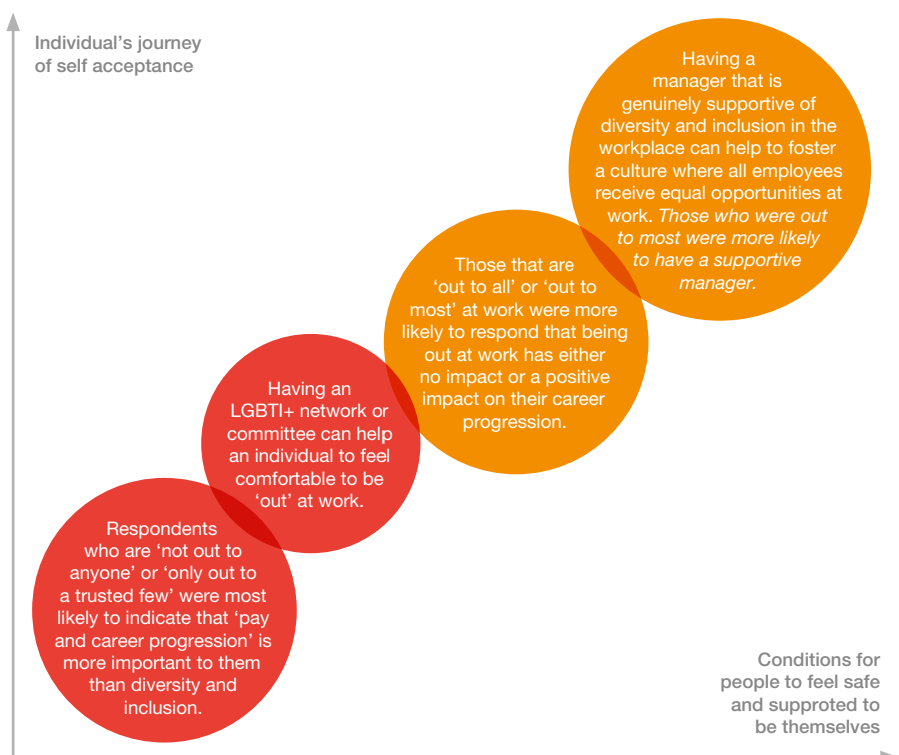 Individual’s journey
of self acceptance
Having a
manager that is
genuinely supportive of
diversity and inclusion in the
workplace can help to foster
a culture where all employees
receive equal opportunities at
work. Those who were out
to most were more likely
to have a supportive
manager.
Those that are
‘out to all’ or ‘out to
most’ at work were more
likely to respond that being
out at work has either
no impact or a positive
impact on their career
progression.
Having an
LGBTI+ network or
committee can help
an individual to feel
comfortable to be
‘out’ at work.
Respondents
who are ‘not out to
anyone’ or ‘only out to
a trusted few’ were most
likely to indicate that ‘pay
and career progression’ is
more important to them
than diversity and
inclusion.
Conditions for
people to feel safe
and supproted to
be themselves